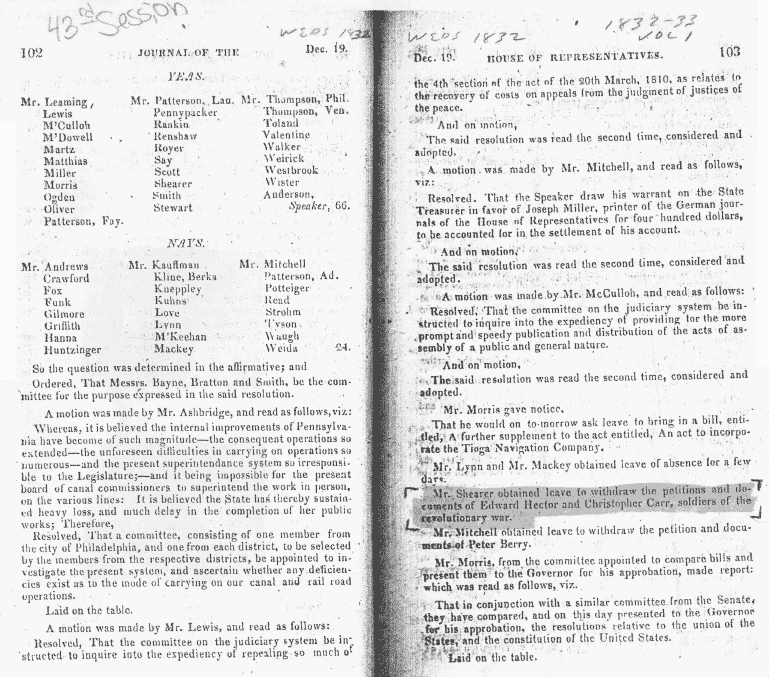 43rd Session
WEDS 1832
102 JOURNAL OF THE Dec. 19.
YEAS.
Mr. Leaming, Mr. Patterson, Lan. Mr. Thompson, Phil.
Lewis Pennypacker Thompson, Ven.
M'Culloh Rankin Toland
M'Dowell Renshaw Valentine
Martz Royer Walker
Matthias Say Weirick
Miller Scott Westbrook
Morris Shearer Wister
Ogden Smith Anderson,
Oliver Stewart Speaker, 66.
Patterson, Fay.
NAYS.
Mr. Andrews Mr. Kauffman Mr. Mitchell
Crawford Kline, Berks Patterson, Ad.
Fox Kneppley Potteiger
Funk Kuhns Read
Gilmore Love Strohm
Griffith Lynn Tyson
Hanna M'Keehan Waugh
Huntzinger Mackey Weida 24.
So the question was determined in the affirmative; and
Ordered, That Messrs. Bayne, Bratton and Smith, be the com-
mittee for the purpose expressed in the said resolution.
A motion was made by Mr. Ashbridge, and read as follows, viz:
Whereas, it is believed the internal improvements of Pennsylva-
nia have become of such magnitude—the consequent operations so
extended—the unforeseen difficulties in carrying on operations so
numerous—and the present superintendance system so irresponsi-
ble to the Legislature;—and it being impossible for the present
board of canal commissioners to superintend the work in person,
on the various lines: It is believed the State has thereby sustain-
ed heavy loss, and much delay in the completion of her public
works; Therefore,
Resolved, That a committee, consisting of one member from
the city of Philadelphia, and one from each district, to be selected
by the members from the respective districts, be appointed to in-
vestigate the present system, and ascertain whether any deficien-
cies exist as to the mode of carrying on our canal and rail road
operations.
Laid on the table.
A motion was made by Mr. Lewis, and read as follows:
Resolved, That the committee on the judiciary system be in-
structed to inquire into the expediency of repealing so much of
WEDS 1832
1832-33
VOL 1
Dec. 19. HOUSE OF REPRESENTATIVES. 103
the 4th section of the act of the 20th March, 1810, as relates to
the recovery of costs on appeals from the judgment of justices of
the peace.
And on motion,
The said resolution was read the second time, considered and
adopted.
A motion was made by Mr. Mitchell, and read as follows,
viz:
Resolved. That the Speaker draw his warrant on the State
Treasurer in favor of Joseph Miller, printer of the German jour-
nals of the House of Representatives for four hundred dollars,
to be accounted for in the settlement of his account.
And on motion,
The said resolution was read the second time, considered and
adopted.
A motion was made by Mr. McCulloh, and read as follows:
Resolved, That the committee on the judiciary system be in-
structed to inquire into the expediency of providing for the more
prompt and speedy publication and distribution of the acts of as-
sembly of a public and general nature.
And on motion,
The said resolution was read the second time, considered and
adopted.
Mr. Morris gave notice,
That he would on to-morrow ask leave to bring in a bill, enti-
tled, A further supplement to the act entitled, An act to incorpo-
rate the Tioga Navigation Company.
Mr. Lynn and Mr. Mackey obtained leave of absence for a few
days.
Mr. Shearer obtained leave to withdraw the petitions and do-
cuments of Edward Hector and Christopher Carr, soldiers of the
revolutionary war.
Mr. Mitchell obtained leave to withdraw the petition and docu-
ments of Peter Berry.
Mr. Morris, from the committee appointed to compare bills and
present them to the Governor for his approbation, made report:
which was read as follows, viz.
That in conjunction with a similar committee from the Senate,
they have compared, and on this day presented to the Governor
for his approbation, the resolutions relative to the union of the
States, and the constitution of the United States.
Laid on the table.